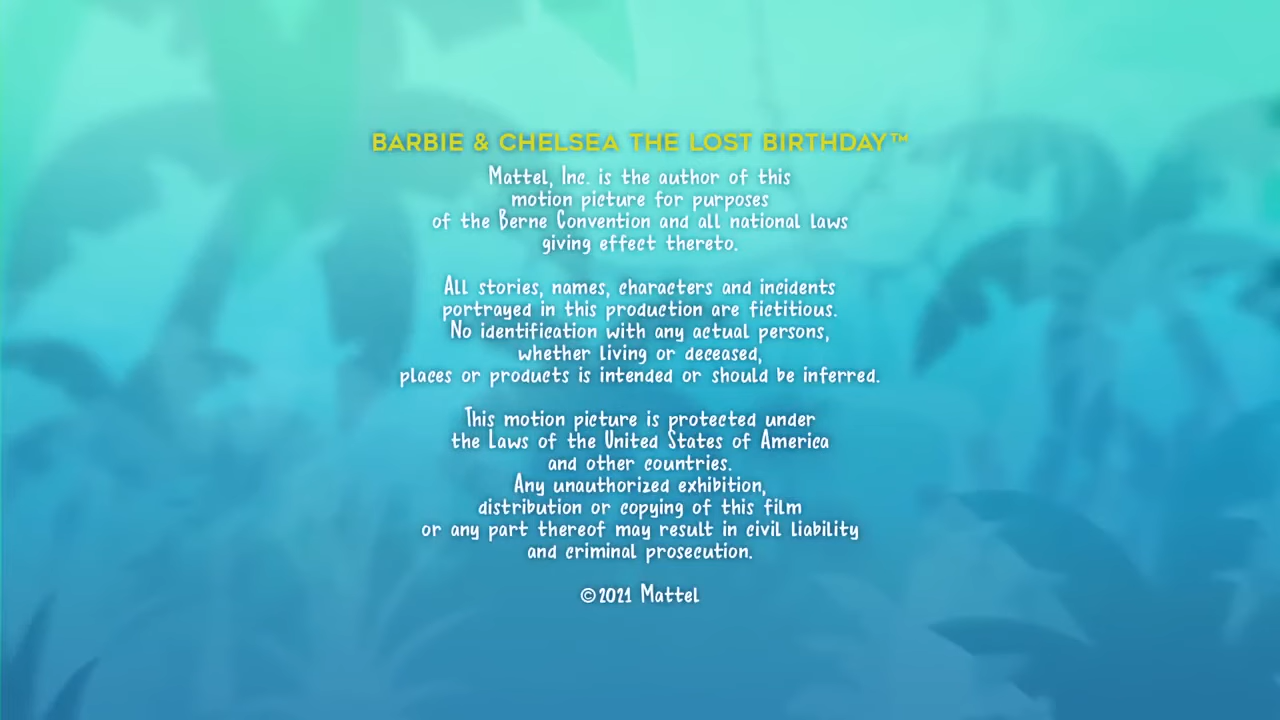 BARBIE & CHELSEA THE LOST BIRTHDAY™
Mattel, Inc. is the author of this
motion picture for purposes
of the Berne Convention and all national laws
giving effect thereto.
All stories, names, characters and incidents
portrayed in this production are fictitious.
No identification with any actual persons,
whether living or deceased,
places or products is intended or should be inferred.
This motion picture is protected under
the Laws of the United States of America
and other countries.
Any unauthorized exhibition,
distribution or copying of this film
or any part thereof may result in civil liability
and criminal prosecution.
©2021 Mattel